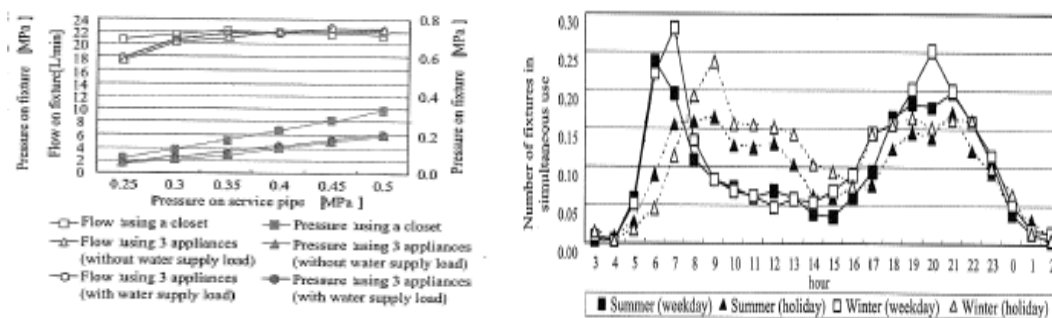 Pressure on fixture [MPa]
Flow on fixture[L/min]
24
22
20
18
16
14
12
10
8
6
4
2
0
0.8
0.6
0.4
0.2
0.0
Pressure on fixture [MPa]
0.25 0.3 0.35 0.4 0.45 0.5
Pressure on service pipe [MPa]
Flow using a closet
Pressure using a closet
Flow using 3 appliances
(without water supply load)
Pressure using 3 appliances
(without water supply load)
Flow using 3 appliances
(with water supply load)
Pressure using 3 appliances
(with water supply load)
Number of fixtures in
simultaneous use
0.30
0.25
0.20
0.15
0.10
0.05
0.00
3 4 5 6 7 8 9 10 11 12 13 14 15 16 17 18 19 20 21 22 23 0 1 2
hour
Summer (weekday) Summer (holiday) Winter (weekday) Winter (holiday)